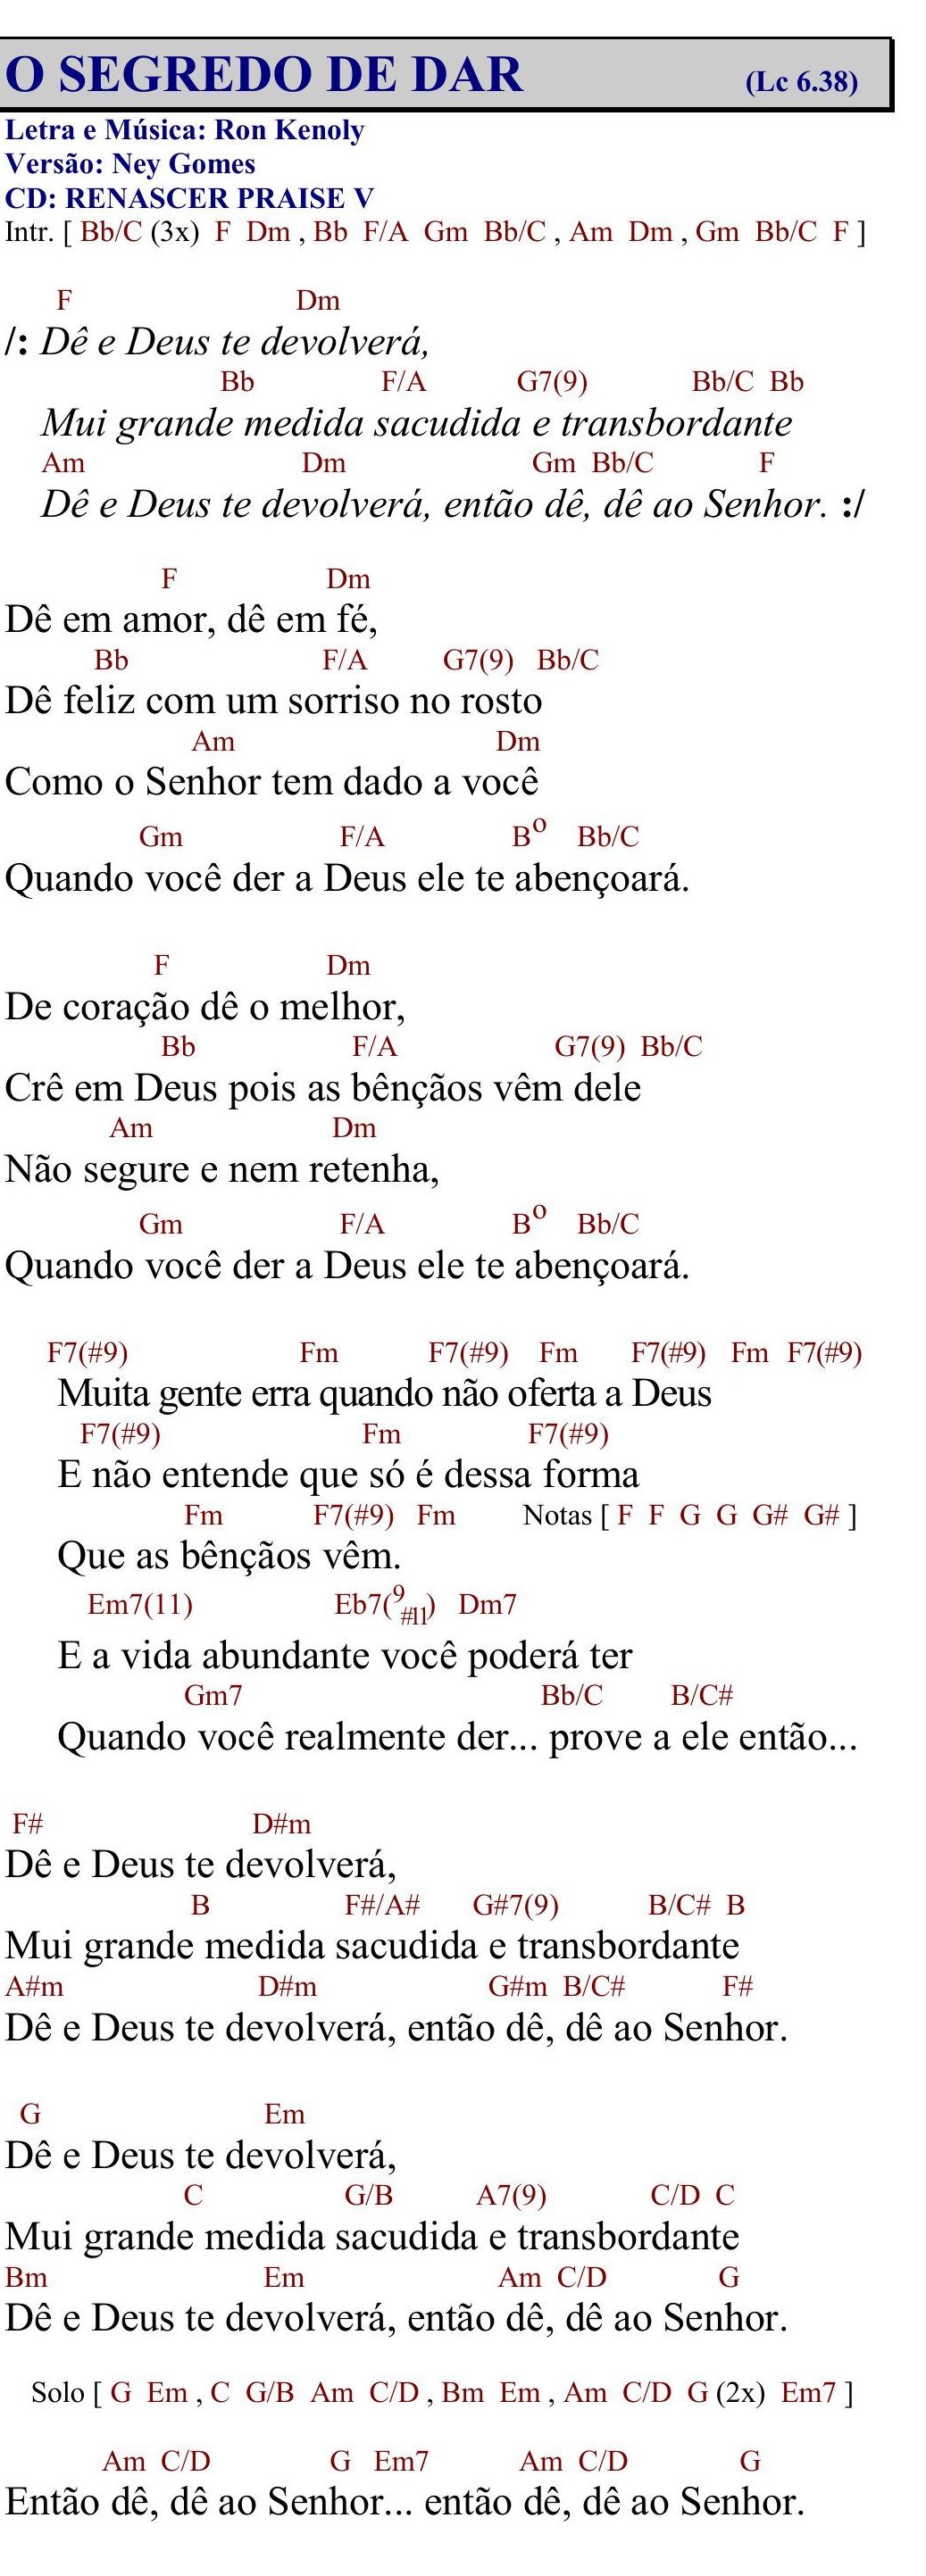 O SEGREDO DE DAR (Lc 6.38)
Letra e Música: Ron Kenoly
Versão: Ney Gomes
CD: RENASCER PRAISE V
Intr. [ Bb/C (3x) F Dm , Bb F/A Gm Bb/C , Am Dm , Gm Bb/C F ]
F Dm
/: Dê e Deus te devolverá,
Bb F/A G7(9) Bb/C Bb
Mui grande medida sacudida e transbordante
Am Dm Gm Bb/C F
Dê e Deus te devolverá, então dê, dê ao Senhor. :/
F Dm
Dê em amor, dê em fé,
Bb F/A G7(9) Bb/C
Dê feliz com um sorriso no rosto
Am Dm
Como o Senhor tem dado a você
Gm F/A Bº Bb/C
Quando você der a Deus ele te abençoará.
F Dm
De coração dê o melhor,
Bb F/A G7(9) Bb/C
Crê em Deus pois as bênçãos vêm dele
Am Dm
Não segure e nem retenha,
Gm F/A Bº Bb/C
Quando você der a Deus ele te abençoará.
F7(#9) Fm F7(#9) Fm F7(#9) Fm F7(#9)
Muita gente erra quando não oferta a Deus
F7(#9) Fm F7(#9)
E não entende que só é dessa forma
Fm F7(#9) Fm Notas [ F F G G G# G# ]
Que as bênçãos vêm.
Em7(11) Eb7(9 #11) Dm7
E a vida abundante você poderá ter
Gm7 Bb/C B/C#
Quando você realmente der... prove a ele então...
F# D#m
Dê e Deus te devolverá,
B F#/A# G#7(9) B/C# B
Mui grande medida sacudida e transbordante
A#m D#m G#m B/C# F#
Dê e Deus te devolverá, então dê, dê ao Senhor.
G Em
Dê e Deus te devolverá,
C G/B A7(9) C/D C
Mui grande medida sacudida e transbordante
Bm Em Am C/D G
Dê e Deus te devolverá, então dê, dê ao Senhor.
Solo [ G Em , C G/B Am C/D , Bm Em , Am C/D G (2x) Em7 ]
Am C/D G Em7 Am C/D G
Então dê, dê ao Senhor... então dê, dê ao Senhor.